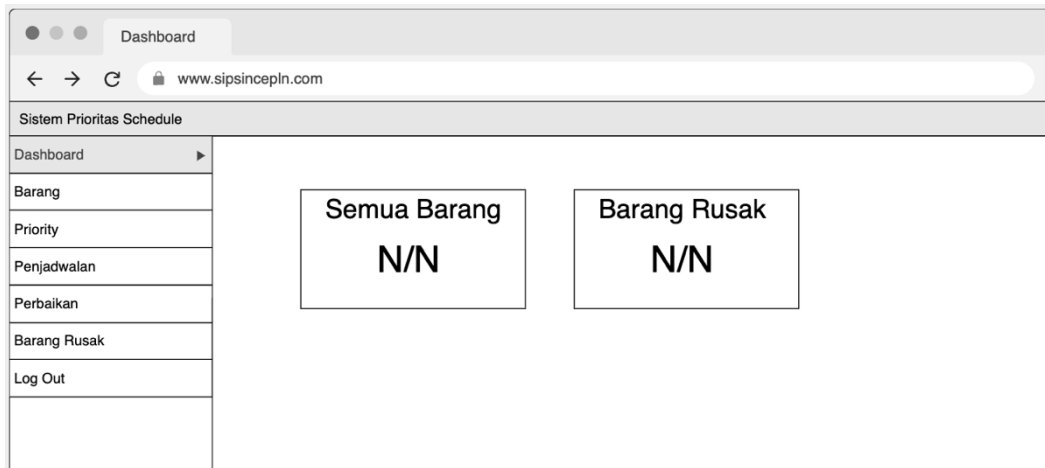 Dashboard
www.sipsincepln.com
Sistem Prioritas Schedule
Dashboard
Barang
Priority
Penjadwalan
Perbaikan
Barang Rusak
Log Out
Semua Barang
N/N
Barang Rusak
N/N